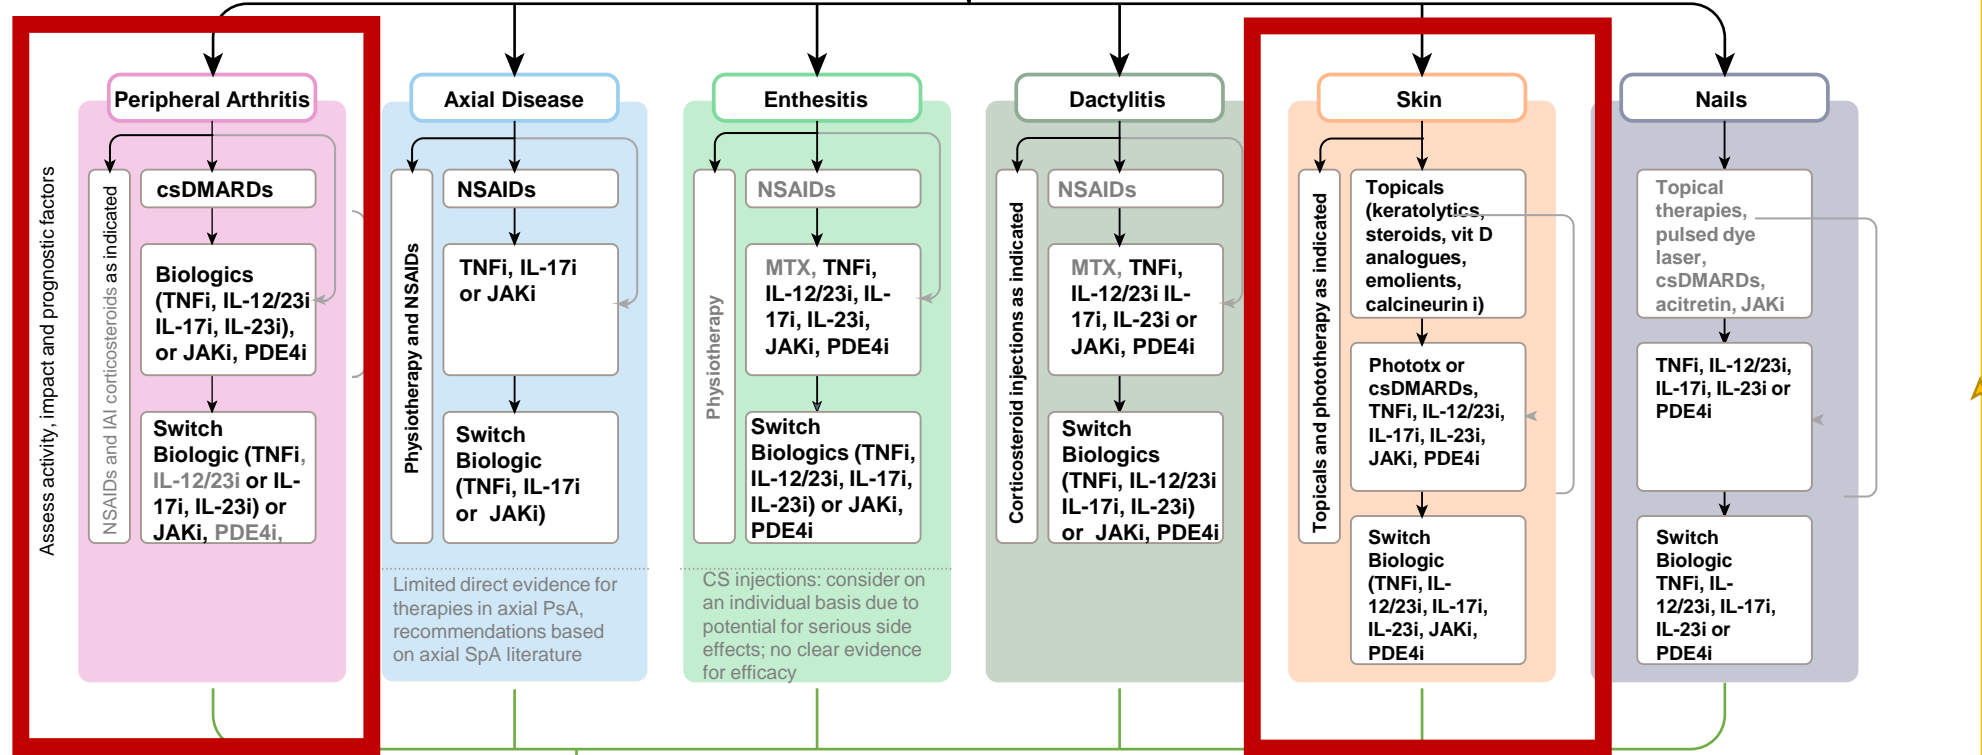 Assess activity, impact and prognostic factors
Peripheral Arthritis
NSAIDs and IAI corticosteroids as indicated
csDMARDs
Biologics
(TNFi, IL-12/23i
IL-17i, IL-23i),
or JAKi, PDE4i
Switch
Biologic (TNFi,
IL-12/23i or IL-
17i, IL-23i) or
JAKi, PDE4i,
Axial Disease
Physiotherapy and NSAIDs
NSAIDs
TNFi, IL-17i
or JAKi
Switch
Biologic
(TNFi, IL-17i
or JAKi)
Limited direct evidence for
therapies in axial PsA,
recommendations based
on axial SpA literature
Enthesitis
Physiotherapy
NSAIDs
MTX, TNFi,
IL-12/23i, IL-
17i, IL-23i,
JAKi, PDE4i
Switch
Biologics (TNFi,
IL-12/23i, IL-17i,
IL-23i) or JAKi,
PDE4i
CS injections: consider on
an individual basis due to
potential for serious side
effects; no clear evidence
for efficacy
Dactylitis
Corticosteroid injections as indicated
NSAIDs
MTX, TNFi,
IL-12/23i IL-
17i, IL-23i or
JAKi, PDE4i
Switch
Biologics
(TNFi, IL-12/23i
IL-17i, IL-23i)
or JAKi, PDE4i
Skin
Topicals and phototherapy as indicated
Topicals
(keratolytics,
steroids, vit D
analogues,
emolients,
calcineurin i)
Phototx or
csDMARDs,
TNFi, IL-12/23i,
IL-17i, IL-23i,
JAKi, PDE4i
Switch
Biologic
(TNFi, IL-
12/23i, IL-17i,
IL-23i, JAKi,
PDE4i
Nails
Topical
therapies,
pulsed dye
laser,
csDMARDs,
acitretin, JAKi
TNFi, IL-12/23i,
IL-17i, IL-23i or
PDE4i
Switch
Biologic
TNFi, IL-
12/23i, IL-17i,
IL-23i or
PDE4i